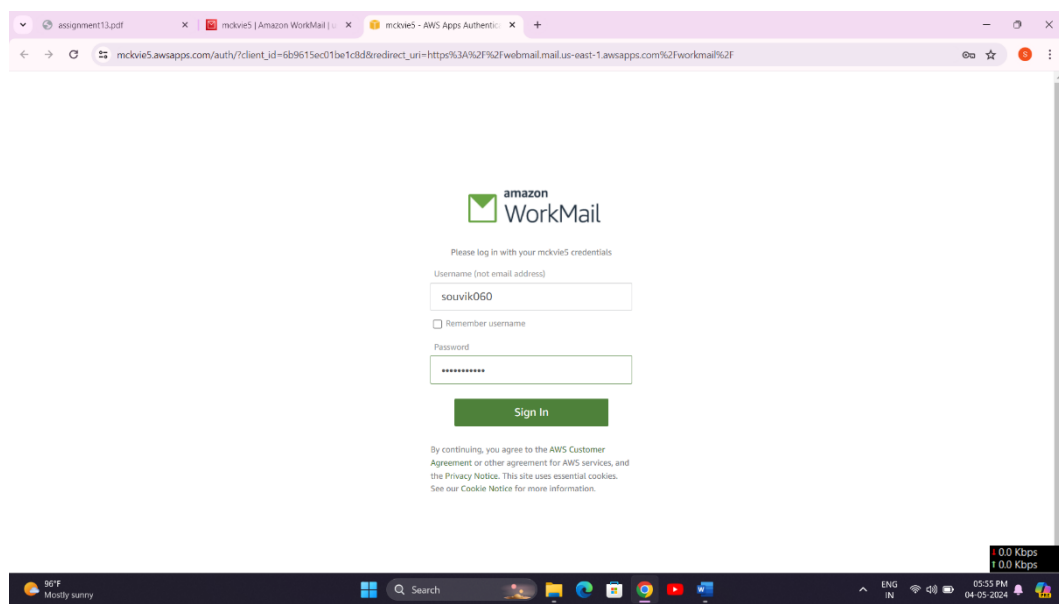 assignment13.pdf
mckvie5 | Amazon WorkMail | u
mckvie5 - AWS Apps Authentic
mckvie5.awsapps.com/auth/?client_id=6b9615ec01be1c8d&redirect_uri=https%3A%2F%2Fwebmail.mail.us-east-1.awsapps.com%2Fworkmail%2F
S
amazon
WorkMail
Please log in with your mckvie5 credentials
Username (not email address)
souvik060
Remember username
Password
•••••••••••
Sign In
By continuing, you agree to the AWS Customer
Agreement or other agreement for AWS services, and
the Privacy Notice. This site uses essential cookies.
See our Cookie Notice for more information.
0.0 Kbps
0.0 Kbps
96°F
Mostly sunny
Search
ENG
IN
05:55 PM
04-05-2024